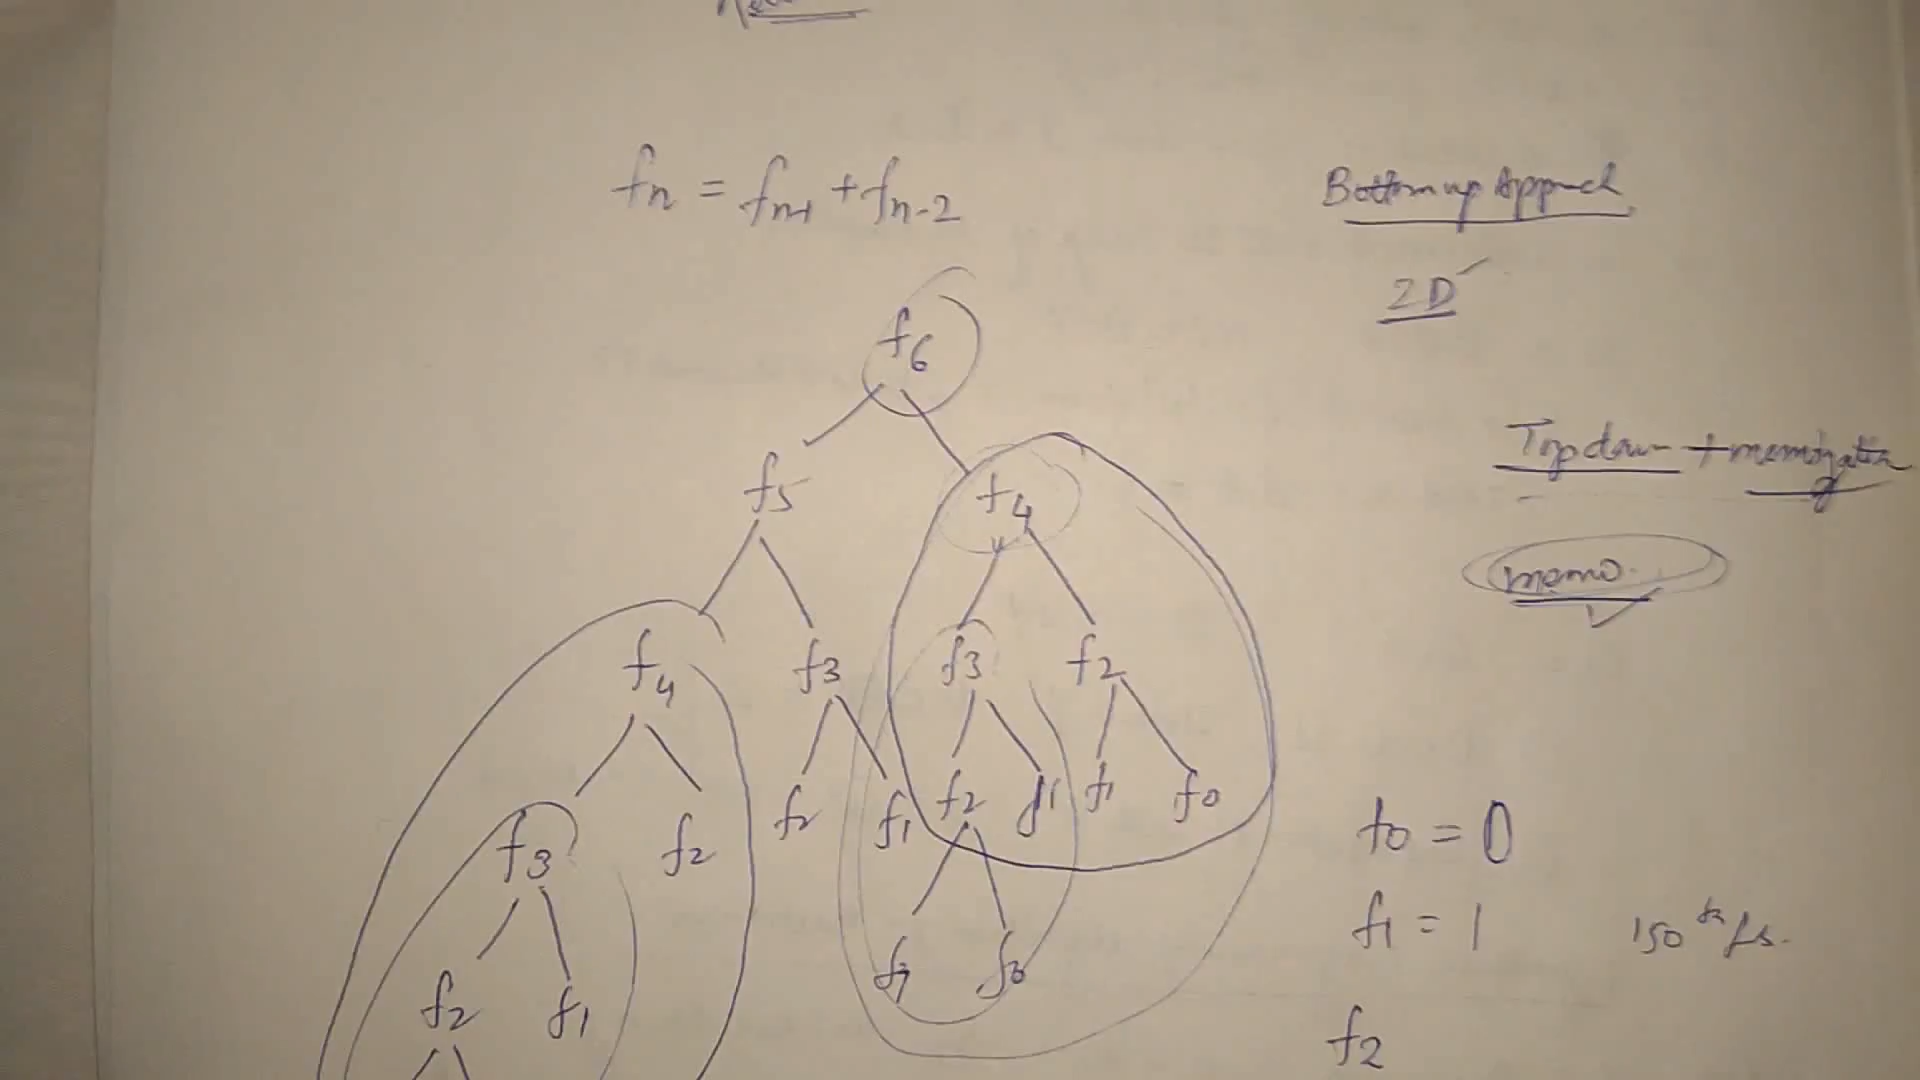 fn = fn-1 + fn-2
Bottom up Approach
2D
f6
Top down + memoization
f5 f4
memo
f4 f3 f3 f2
f3 f2 f2 f1 f2 f1 f1 f0
f0 = 0
f2 f1 f1 f0
f1 = 1 150th
f2